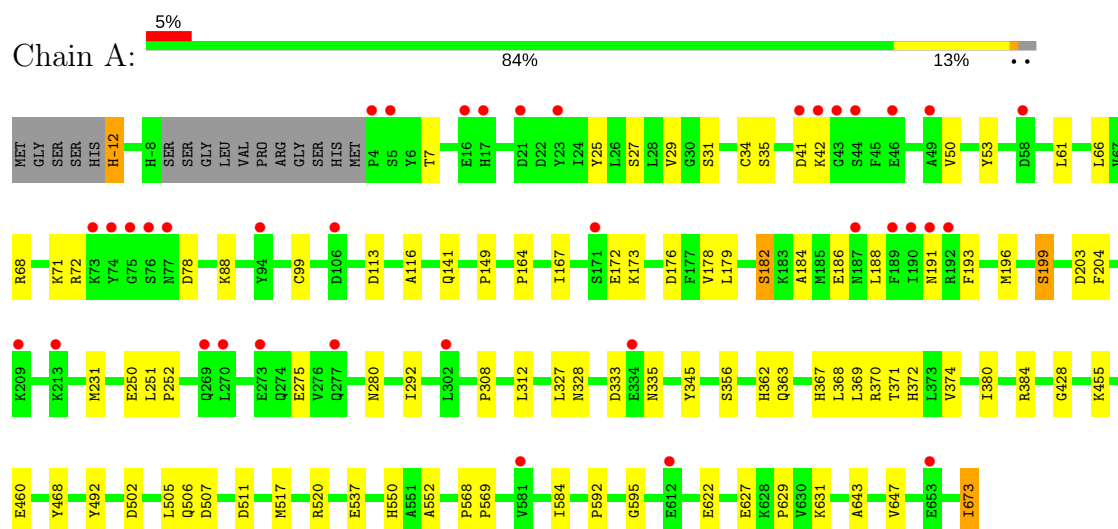 5%
Chain A:
84% 13% • •
MET GLY SER SER HIS H-12 H-8 SER SER GLY LEU VAL PRO ARG GLY SER HIS MET P4 S5 Y6 T7 E16 H17 D21 D22 Y23 I24 Y25 L26 S27 L28 V29 G30 S31 C34 S35 D41 K42 G43 S44 F45 E46 A49 V50 Y53 D58 L61 L66 V67
R68 K71 R72 K73 Y74 G75 S76 N77 D78 K88 Y94 C99 D106 D113 A116 Q141 P149 P164 I167 S171 E172 K173 D176 F177 V178 L179 S182 K183 A184 M185 E186 N187 L188 F189 I190 N191 R192 F193 M196 S199 D203 F204
K209 K213 M231 E250 L251 P252 Q269 L270 E273 Q274 E275 V276 Q277 N280 I292 L302 P308 L312 L327 N328 D333 E334 N335 Y345 S356 H362 Q363 H367 L368 L369 R370 T371 H372 L373 V374 I380 R384 G428 K455
E460 Y468 Y492 D502 L505 Q506 D507 D511 M517 R520 E537 H550 A551 A552 P568 P569 V581 I584 P592 G595 E612 E622 E627 K628 P629 V630 K631 A643 V647 E653 I673